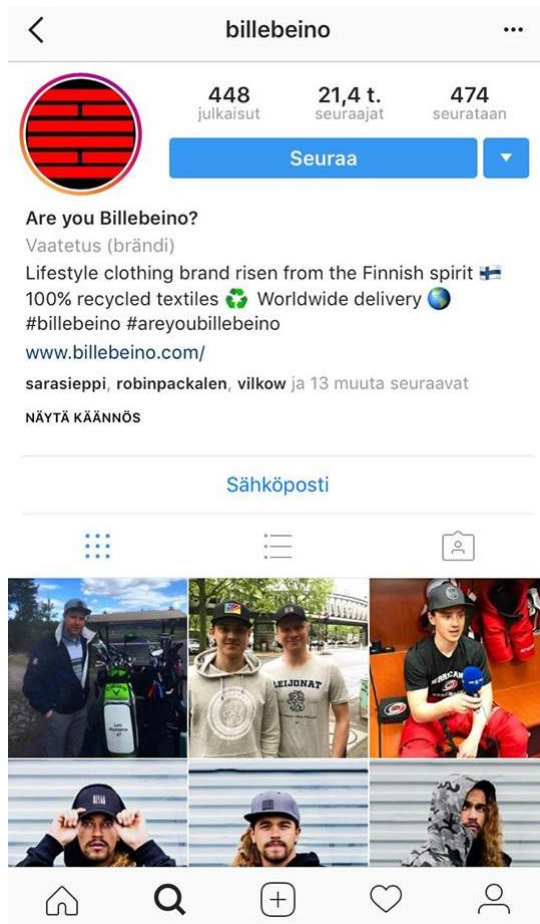 billebeino
448 21,4 t. 474
julkaisut seuraajat seurataan
Seuraa
Are you Billebeino?
Vaatetus (brändi)
Lifestyle clothing brand risen from the Finnish spirit
100% recycled textiles Worldwide delivery
#billebeino #areyoubillebeino
www.billebeino.com/
sarasieppi, robinpackalen, vilkow ja 13 muuta seuraavat
NÄYTÄ KÄÄNNÖS
Sähköposti
LEIJONAT